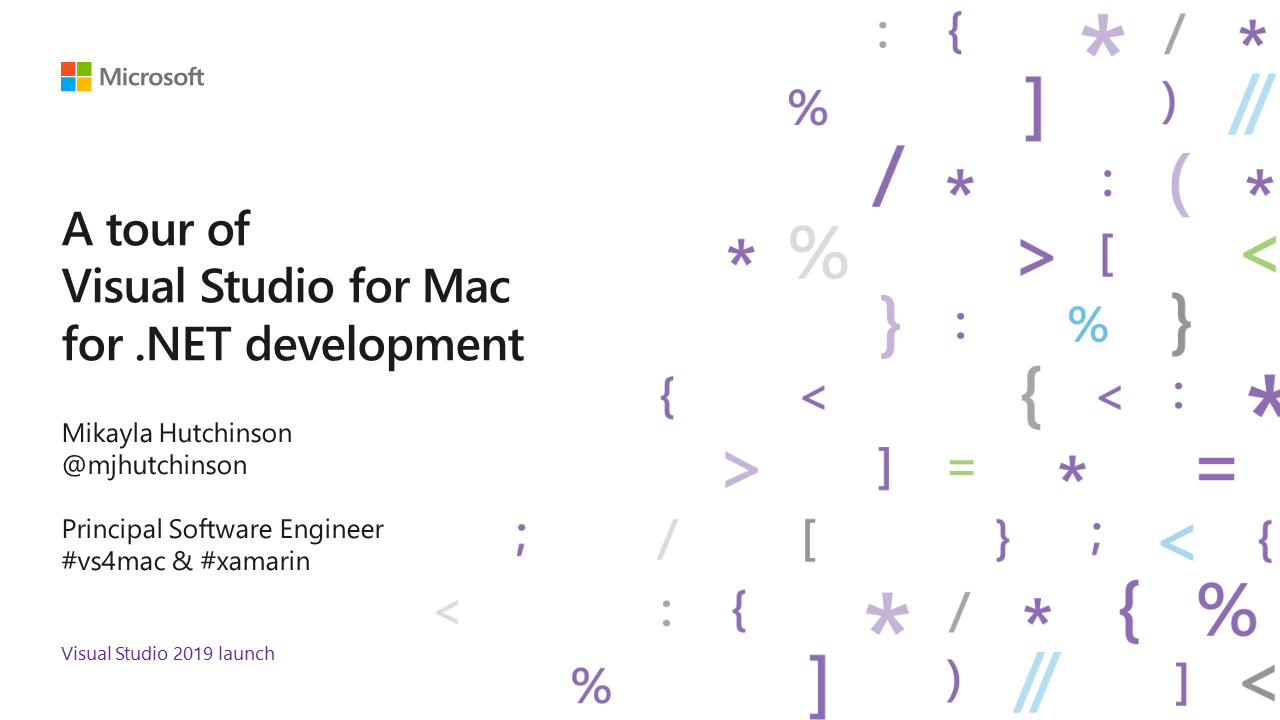 Microsoft
A tour of
Visual Studio for Mac
for .NET development
Mikayla Hutchinson
@mjhutchinson
Principal Software Engineer
#vs4mac & #xamarin
Visual Studio 2019 launch
: { * / *
% ] ) //
/ * : ( *
* % > [ <
} : % }
{ < { < : *
> ] = * =
; / [ } ; < {
< : { * / * { %
% ] ) // ] <